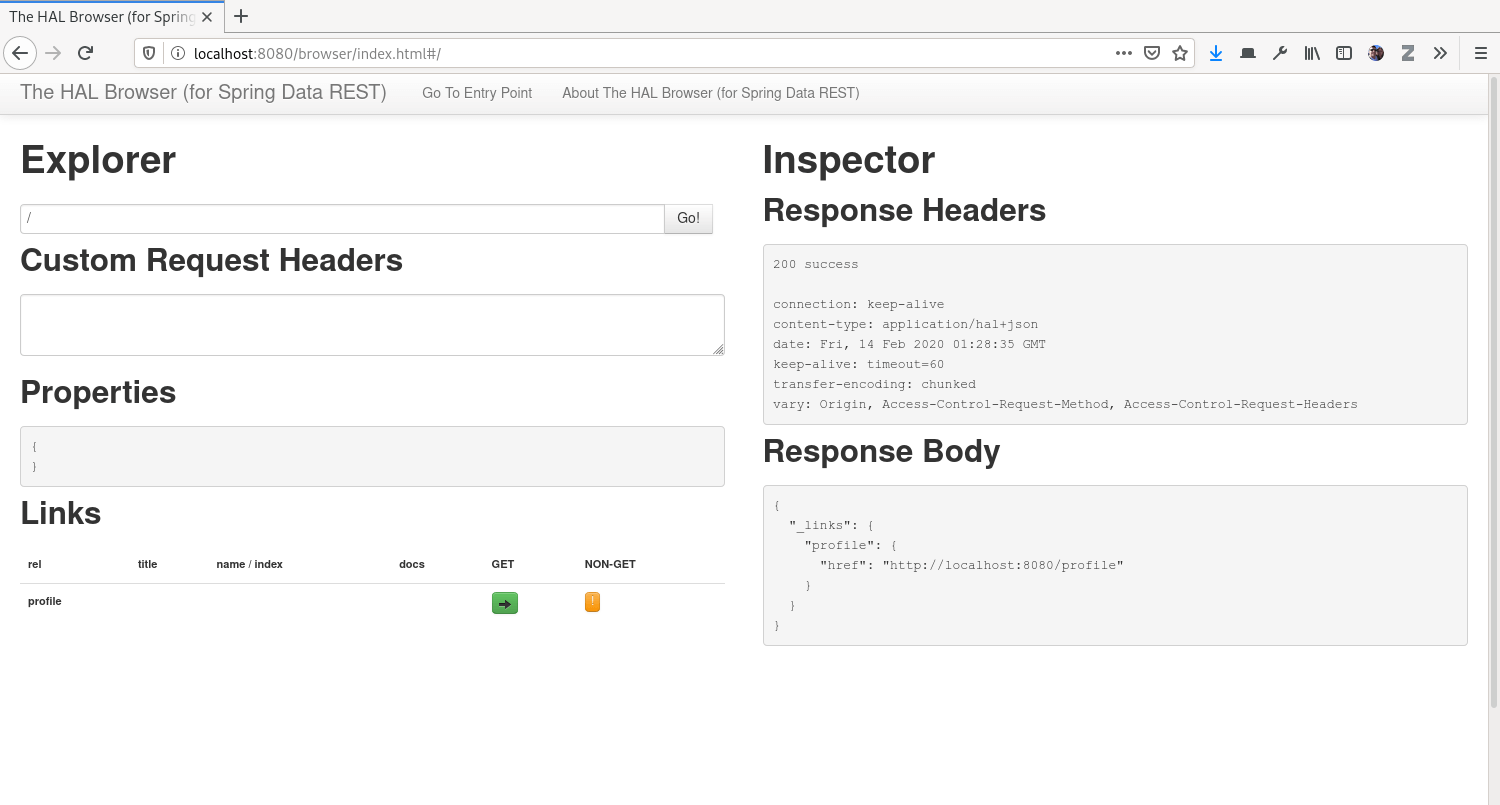 The HAL Browser (for Spring
localhost:8080/browser/index.html#/
The HAL Browser (for Spring Data REST) Go To Entry Point About The HAL Browser (for Spring Data REST)
Explorer
/ Go!
Custom Request Headers
Properties
{
}
Links
rel title name / index docs GET NON-GET
profile !
Inspector
Response Headers
200 success
connection: keep-alive
content-type: application/hal+json
date: Fri, 14 Feb 2020 01:28:35 GMT
keep-alive: timeout=60
transfer-encoding: chunked
vary: Origin, Access-Control-Request-Method, Access-Control-Request-Headers
Response Body
{
  "_links": {
    "profile": {
      "href": "http://localhost:8080/profile"
    }
  }
}